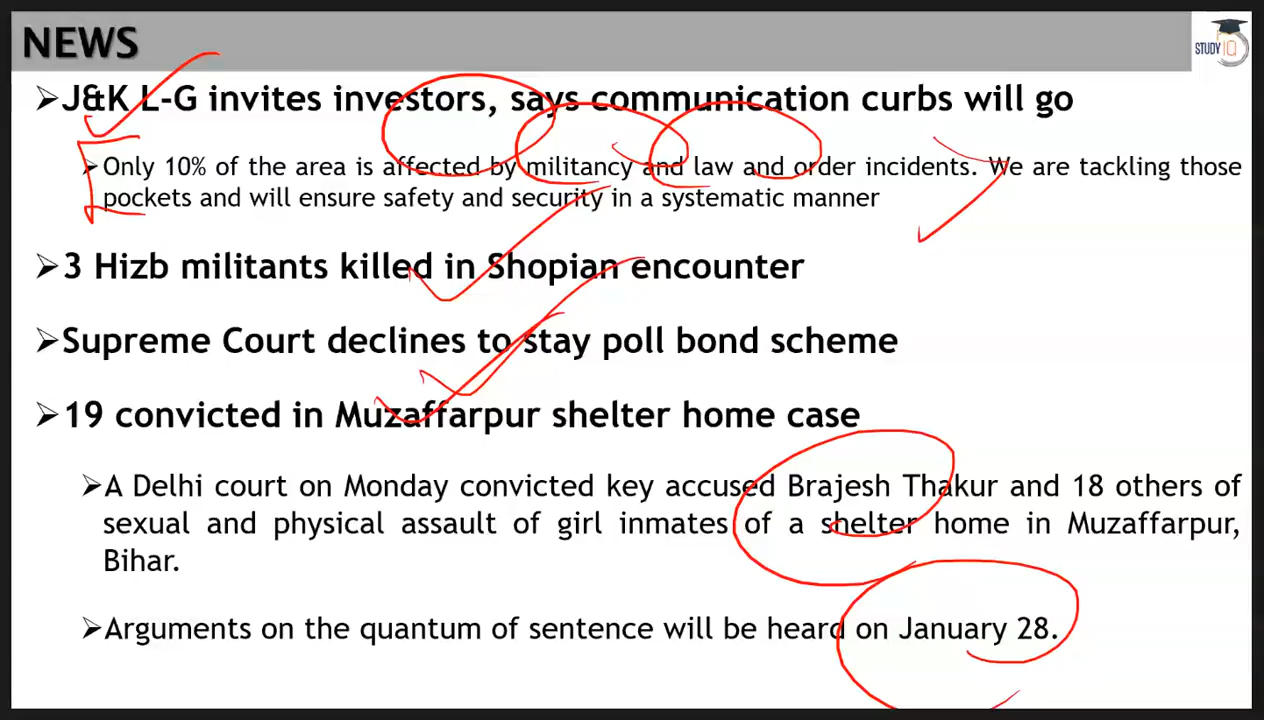 NEWS
STUDY IQ
➢J&K L-G invites investors, says communication curbs will go
➢Only 10% of the area is affected by militancy and law and order incidents. We are tackling those
pockets and will ensure safety and security in a systematic manner
➢3 Hizb militants killed in Shopian encounter
➢Supreme Court declines to stay poll bond scheme
➢19 convicted in Muzaffarpur shelter home case
➢A Delhi court on Monday convicted key accused Brajesh Thakur and 18 others of
sexual and physical assault of girl inmates of a shelter home in Muzaffarpur,
Bihar.
➢Arguments on the quantum of sentence will be heard on January 28.